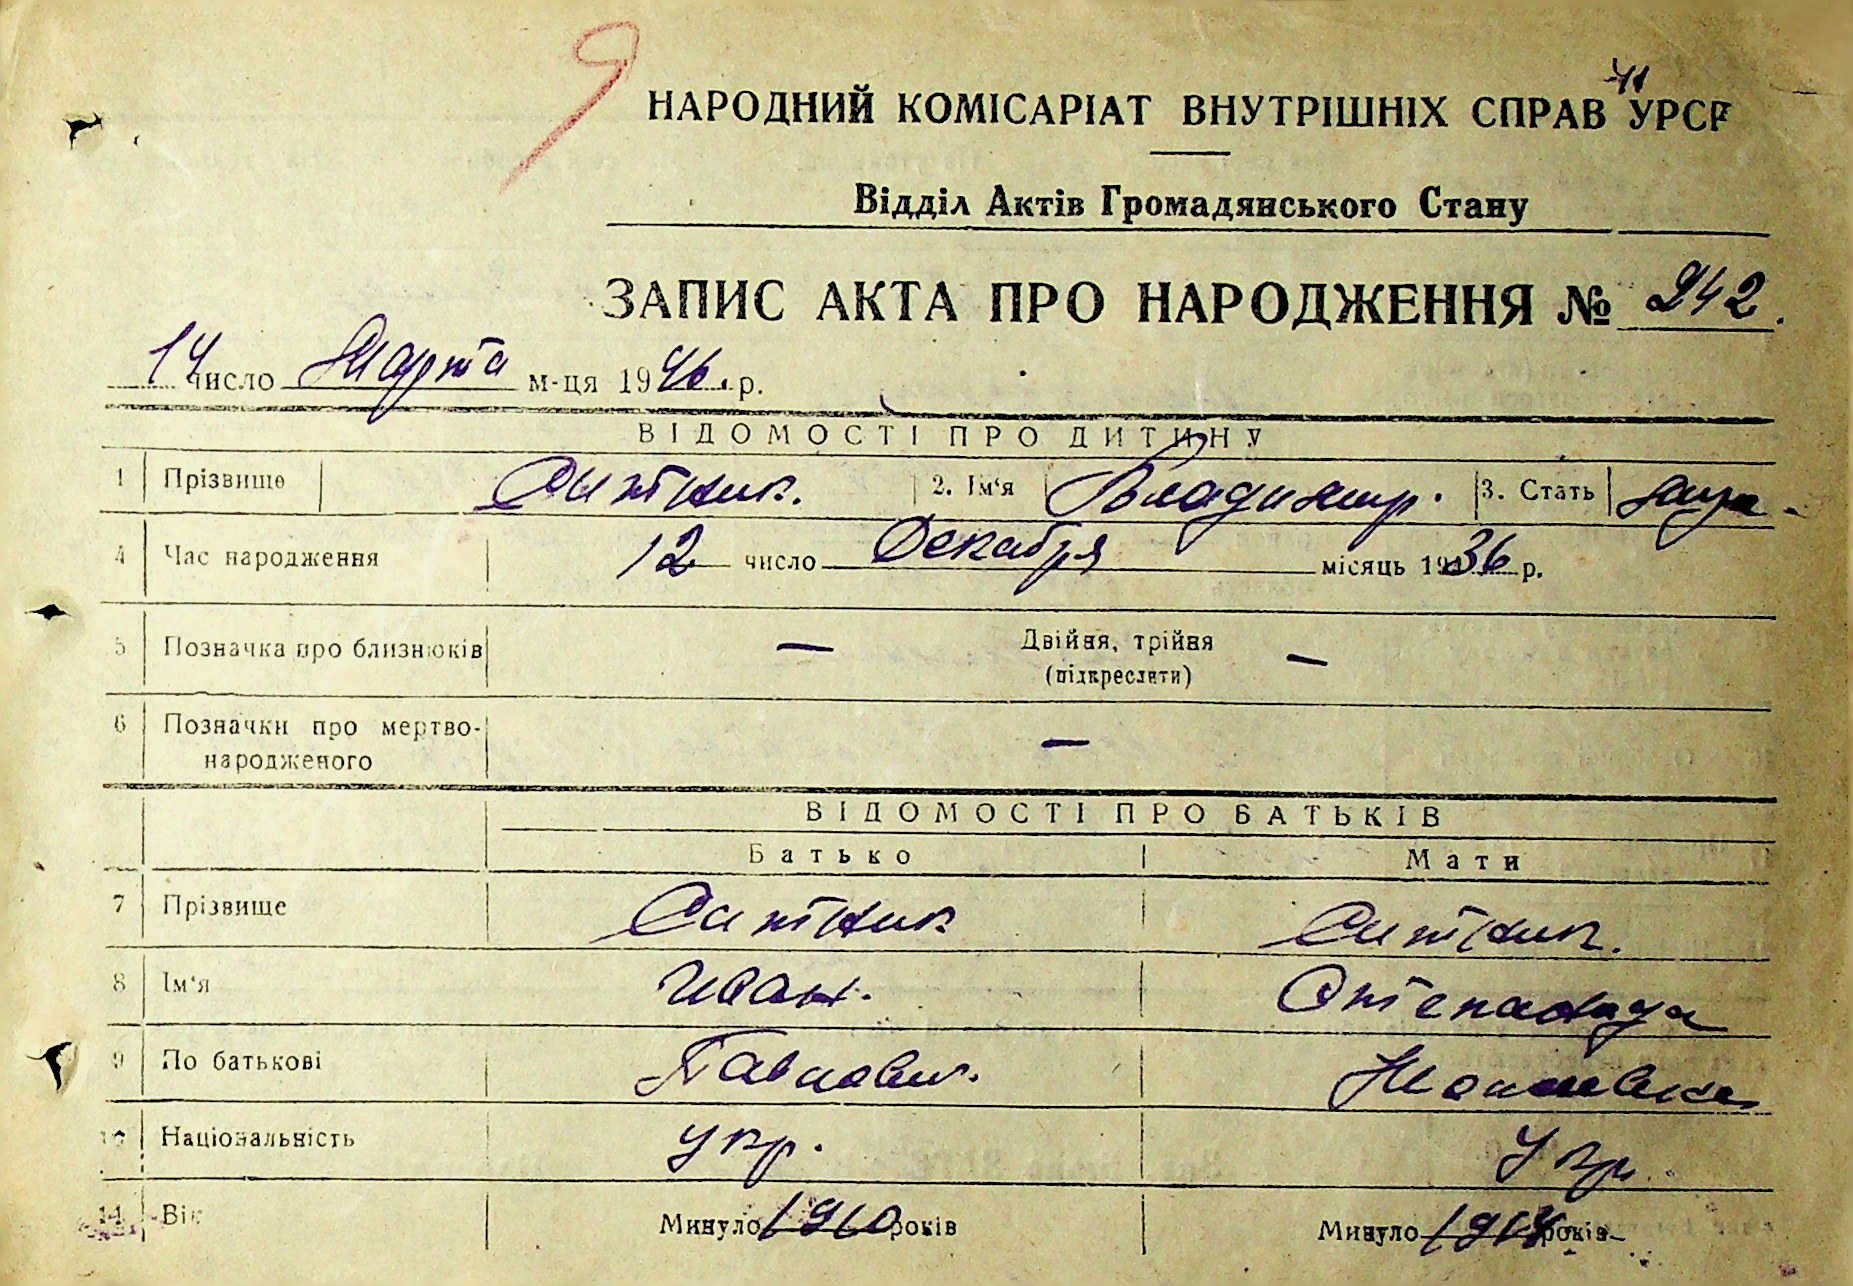 Я
41
НАРОДНИЙ КОМІСАРІАТ ВНУТРІШНІХ СПРАВ УРСР
Відділ Актів Громадянського Стану
ЗАПИС АКТА ПРО НАРОДЖЕННЯ № 942.
14 число Марта м-ця 1946. р.
ВІДОМОСТІ ПРО ДИТИНУ
1 Прізвище Ситник. 2. Ім'я Владимир. 3. Стать муж.
4 Час народження 12 число Декабря місяць 1936 р.
5 Позначка про близнюків — Двійня, трійня —
(підкреслити)
6 Позначки про мертво-
народженого —
ВІДОМОСТІ ПРО БАТЬКІВ
Батько Мати
7 Прізвище Ситник Ситник.
8 Ім'я Иван. Степанида
9 По батькові Павлович.
10 Національність Укр. Укр.
11 Вік Минуло 1910 років Минуло 1914 років